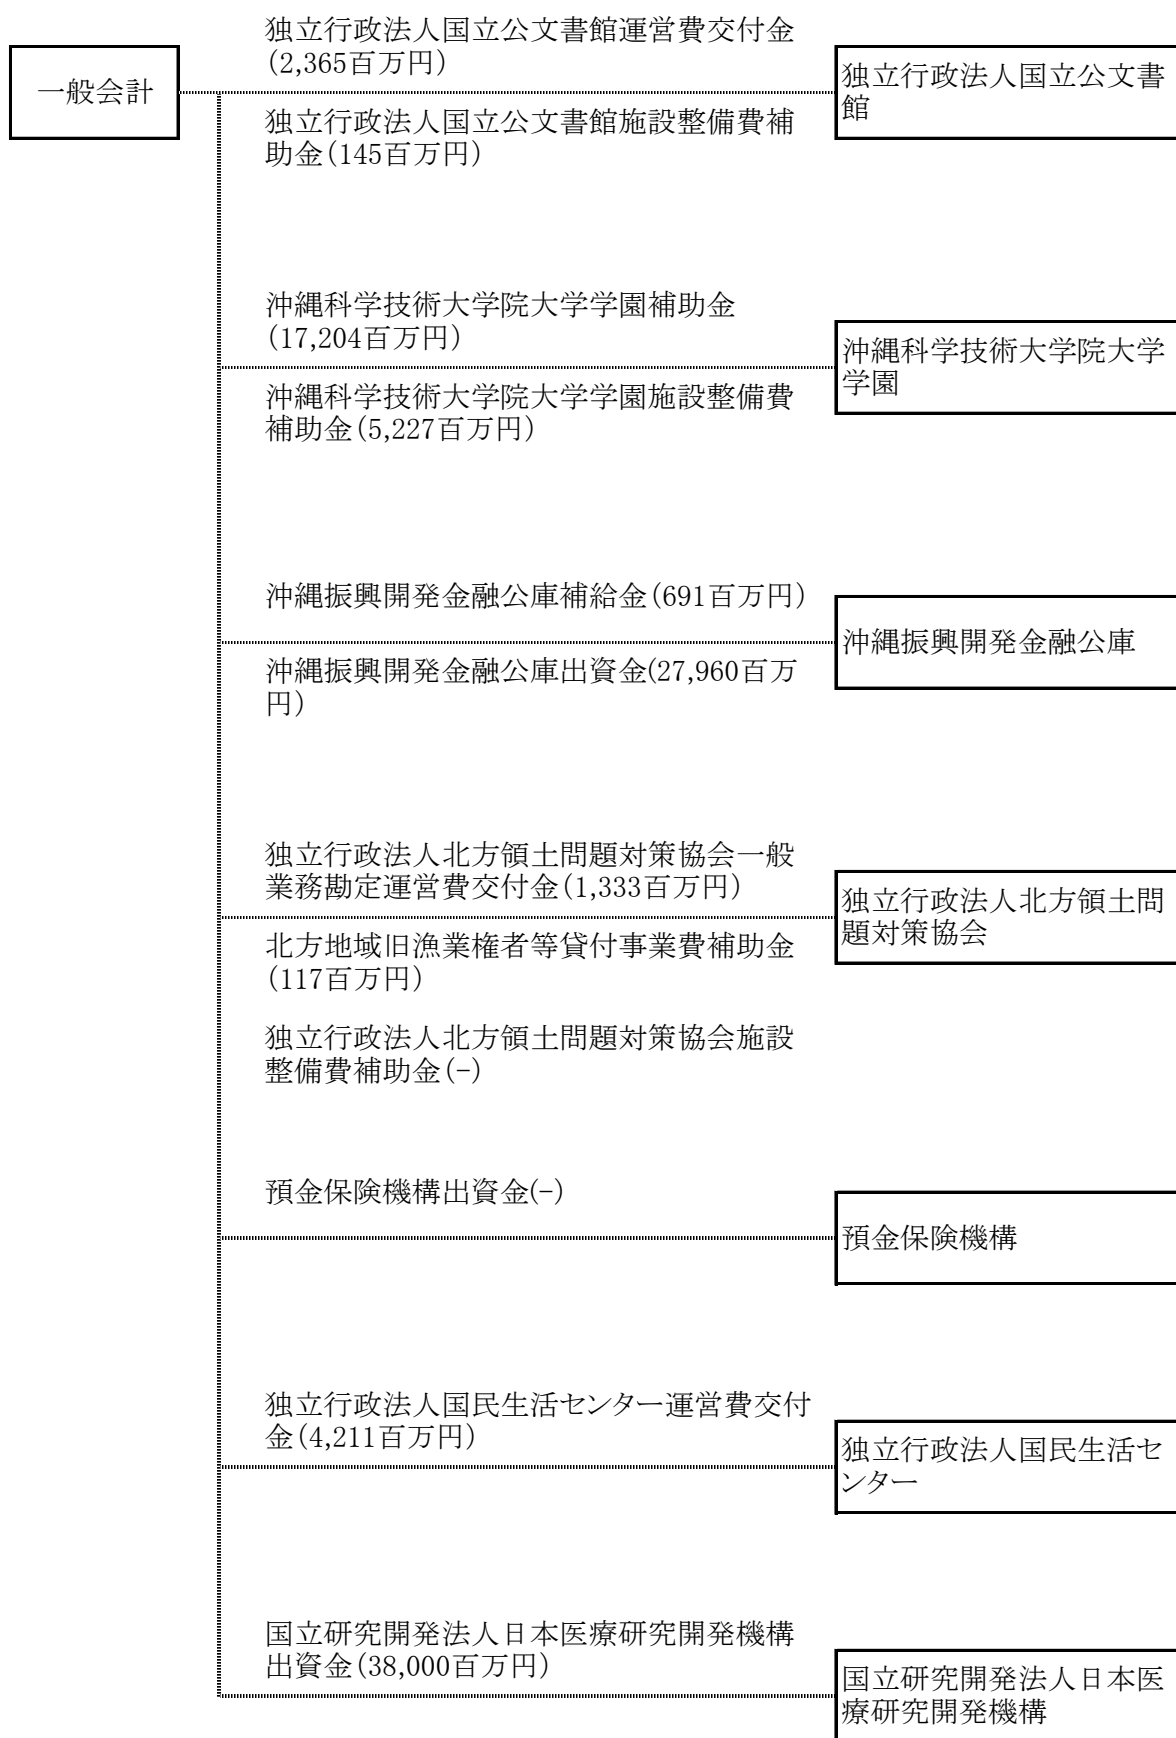 一般会計
独立行政法人国立公文書館運営費交付金
(2,365百万円)
独立行政法人国立公文書館施設整備費補
助金(145百万円)
独立行政法人国立公文書
館
沖縄科学技術大学院大学学園補助金
(17,204百万円)
沖縄科学技術大学院大学学園施設整備費
補助金(5,227百万円)
沖縄科学技術大学院大学
学園
沖縄振興開発金融公庫補給金(691百万円)
沖縄振興開発金融公庫出資金(27,960百万
円)
沖縄振興開発金融公庫
独立行政法人北方領土問題対策協会一般
業務勘定運営費交付金(1,333百万円)
北方地域旧漁業権者等貸付事業費補助金
(117百万円)
独立行政法人北方領土問題対策協会施設
整備費補助金(-)
独立行政法人北方領土問
題対策協会
預金保険機構出資金(-)
預金保険機構
独立行政法人国民生活センター運営費交付
金(4,211百万円)
独立行政法人国民生活セ
ンター
国立研究開発法人日本医療研究開発機構
出資金(38,000百万円)
国立研究開発法人日本医
療研究開発機構